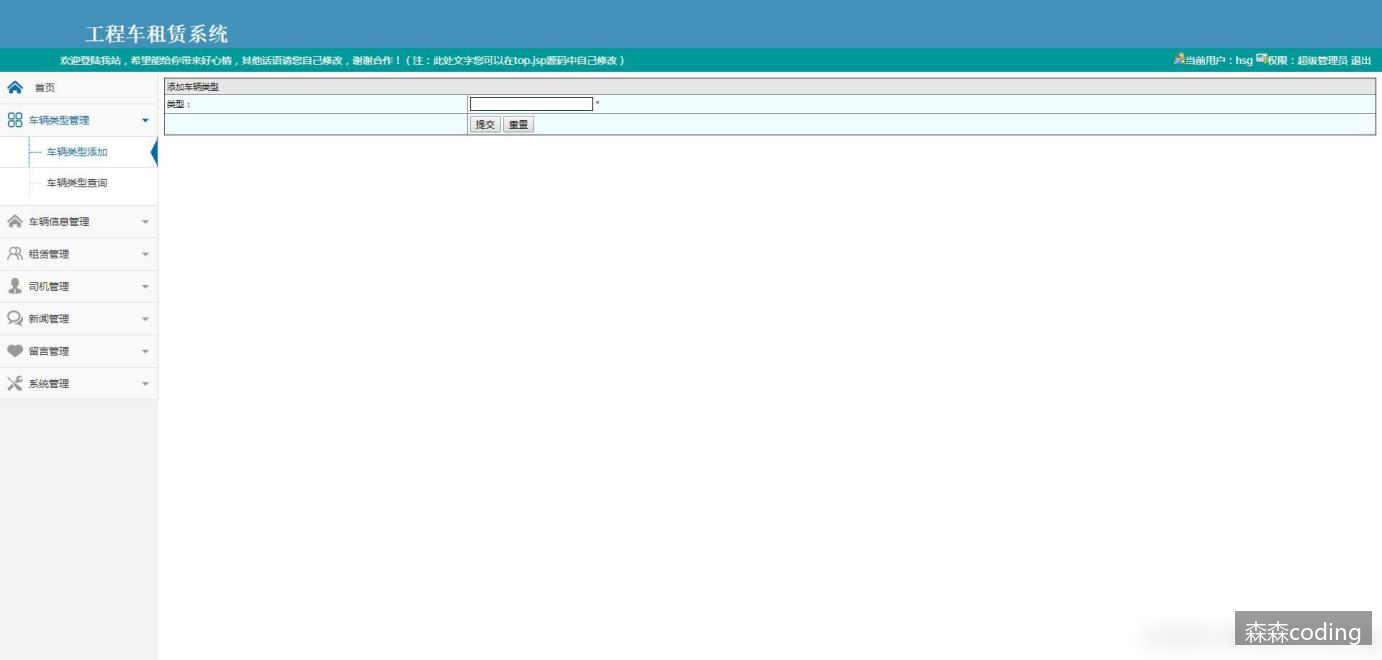 工程车租赁系统
欢迎登陆我站，希望能给你带来好心情，其他话语请您自己修改，谢谢合作！（注：此处文字您可以在top.jsp源码中自己修改） 当前用户：hsg 权限：超级管理员 退出
首页
车辆类型管理
车辆类型添加
车辆类型查询
车辆信息管理
租赁管理
司机管理
新闻管理
留言管理
系统管理
添加车辆类型
类型： *
提交 重置
森森coding